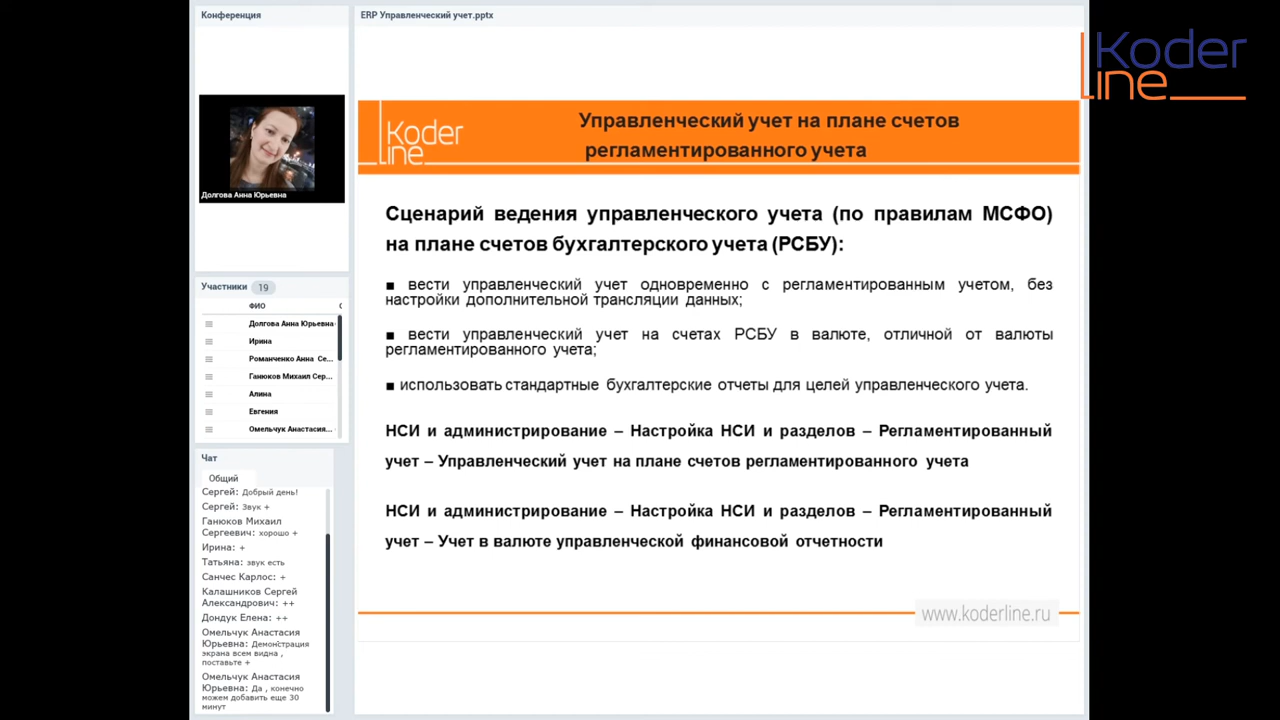 Конференция
ERP Управленческий учет.pptx
Koder
line
Koder
line
Управленческий учет на плане счетов
регламентированного учета
Долгова Анна Юрьевна
Сценарий ведения управленческого учета (по правилам МСФО)
на плане счетов бухгалтерского учета (РСБУ):
■ вести управленческий учет одновременно с регламентированным учетом, без
настройки дополнительной трансляции данных;
■ вести управленческий учет на счетах РСБУ в валюте, отличной от валюты
регламентированного учета;
■ использовать стандартные бухгалтерские отчеты для целей управленческого учета.
НСИ и администрирование – Настройка НСИ и разделов – Регламентированный
учет – Управленческий учет на плане счетов регламентированного учета
НСИ и администрирование – Настройка НСИ и разделов – Регламентированный
учет – Учет в валюте управленческой финансовой отчетности
www.koderline.ru
Участники 19
ФИО
Долгова Анна Юрьевна
Ирина
Романченко Анна Се...
Ганюков Михаил Сер...
Алина
Евгения
Омельчук Анастасия...
Чат
Общий
Сергей: Добрый день!
Сергей: Звук +
Ганюков Михаил
Сергеевич: хорошо +
Ирина: +
Татьяна: звук есть
Санчес Карлос: +
Калашников Сергей
Александрович: ++
Дондук Елена: ++
Омельчук Анастасия
Юрьевна: Демонстрация
экрана всем видна ,
поставьте +
Омельчук Анастасия
Юрьевна: Да , конечно
можем добавить еще 30
минут